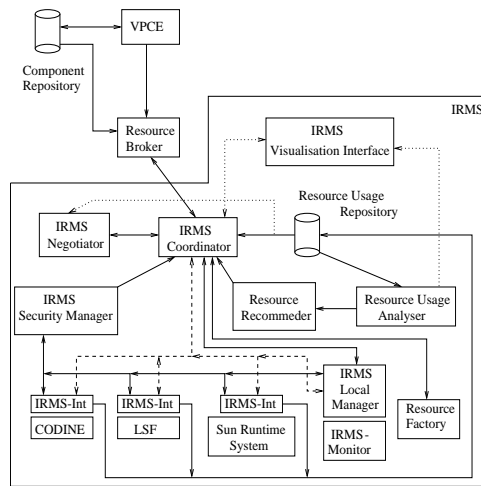 VPCE
Component
Repository
IRMS
Resource
Broker
IRMS
Visualisation Interface
Resource Usage
Repository
IRMS
Negotiator
IRMS
Coordinator
IRMS
Security Manager
Resource
Recommeder
Resource Usage
Analyser
IRMS
Local
Manager
IRMS-Int
IRMS-Int
IRMS-Int
CODINE
LSF
Sun Runtime
System
IRMS-
Monitor
Resource
Factory